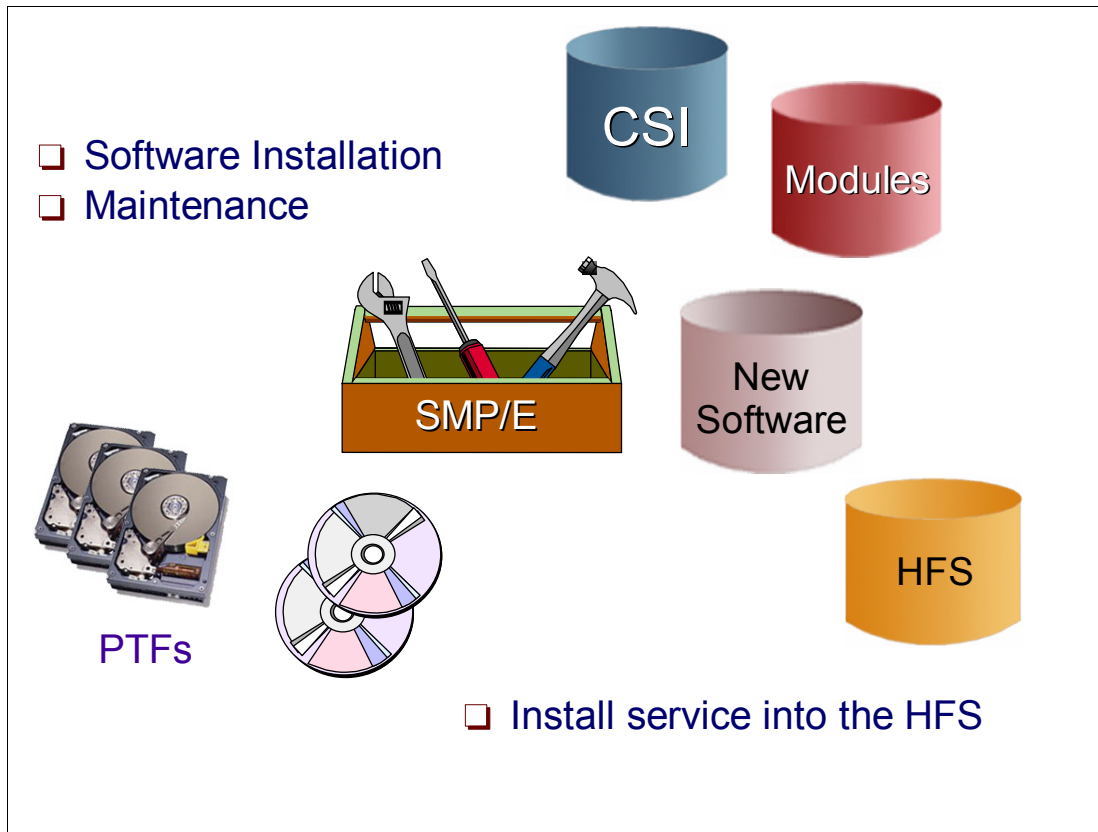 CSI
Modules
Software Installation
Maintenance
SMP/E
New
Software
HFS
PTFs
Install service into the HFS